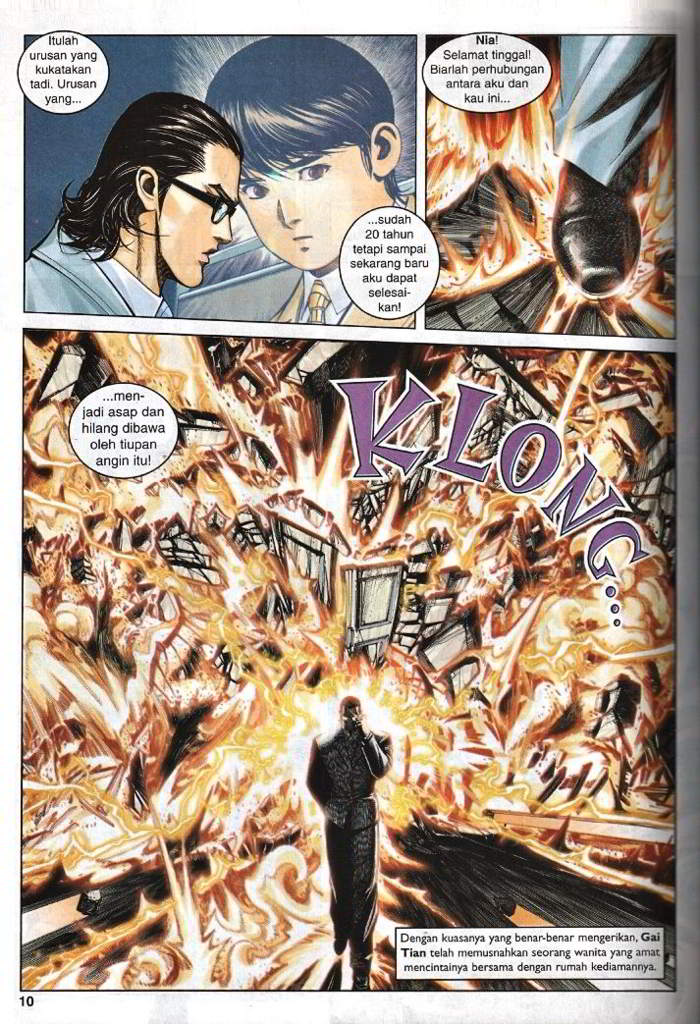 Itulah
urusan yang
kukatakan
tadi. Urusan
yang...
...sudah
20 tahun
tetapi sampai
sekarang baru
aku dapat
selesai-
kan!
Nia!
Selamat tinggal!
Biarlah perhubungan
antara aku dan
kau ini...
...men-
jadi asap dan
hilang dibawa
oleh tiupan
angin itu!
KLONG...
Dengan kuasanya yang benar-benar mengerikan, Gai
Tian telah memusnahkan seorang wanita yang amat
mencintainya bersama dengan rumah kediamannya.
10